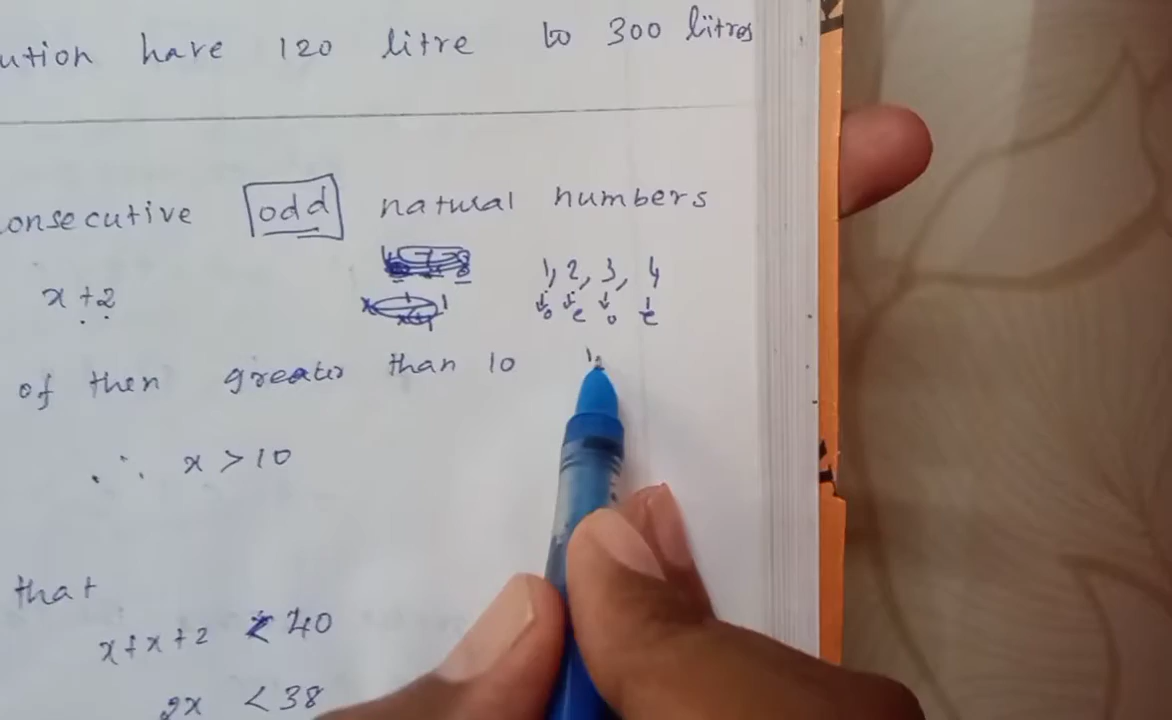 ution have 120 litre to 300 litres
onsecutive odd natural numbers
x +2 1, 2, 3, 4
o e o e
of then greater than 10
∴ x > 10
that
x + x + 2 < 40
2x < 38